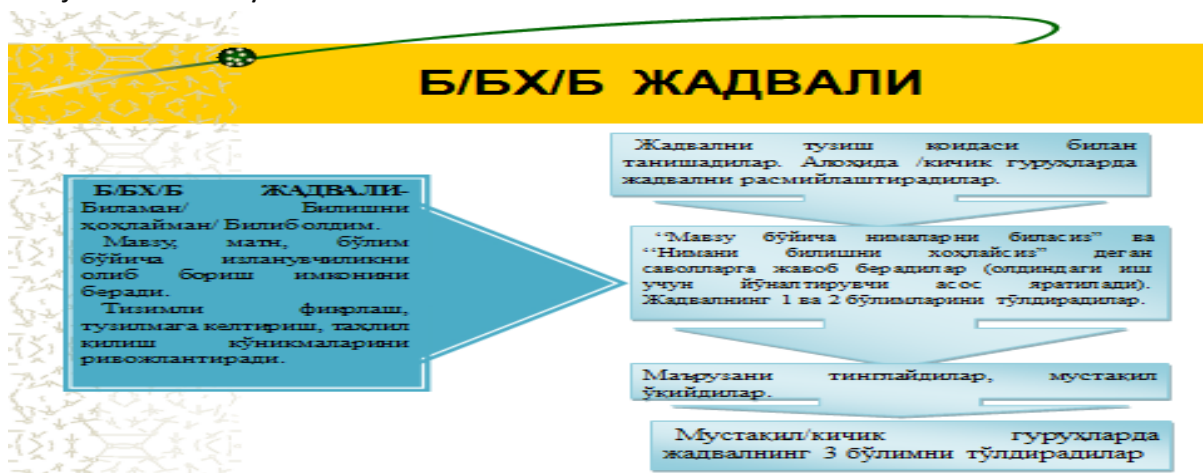 Б/БХ/Б ЖАДВАЛИ
Б/БХ/Б ЖАДВАЛИ-
Биламан/ Билишни
ҳоҳлайман/ Билиб олдим.
Мавзу, матн, бўлим
бўйича изланувчиликни
олиб бориш имконини
беради.
Тизимли фикрлаш,
тузилмага келтириш, таҳлил
қилиш кўникмаларини
ривожлантиради.
Жадвални тузиш қоидаси билан
танишадилар. Алоҳида /кичик гуруҳларда
жадвални расмийлаштирадилар.
“Мавзу бўйича нималарни биласиз” ва
“Нимани билишни хоҳлайсиз” деган
саволларга жавоб берадилар (олдиндаги иш
учун йўналтирувчи асос яратилади).
Жадвалнинг 1 ва 2 бўлимларини тўлдирадилар.
Маърузани тинглайдилар, мустақил
ўқийдилар.
Мустақил/кичик гуруҳларда
жадвалнинг 3 бўлимни тўлдирадилар